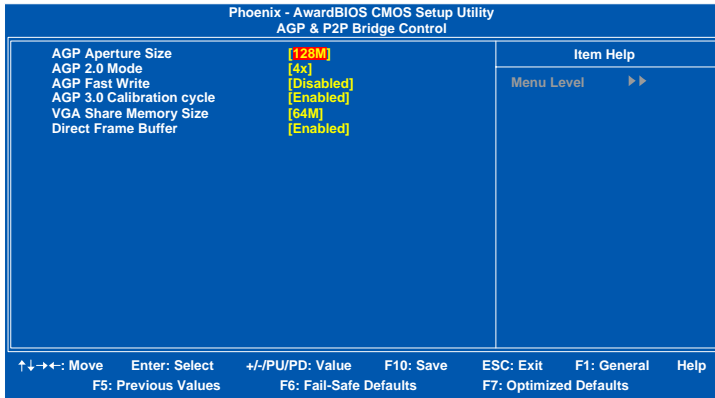 Phoenix - AwardBIOS CMOS Setup Utility
AGP & P2P Bridge Control
AGP Aperture Size [128M]
AGP 2.0 Mode [4x]
AGP Fast Write [Disabled]
AGP 3.0 Calibration cycle [Enabled]
VGA Share Memory Size [64M]
Direct Frame Buffer [Enabled]
Item Help
Menu Level ▶▶
↑↓→←: Move Enter: Select +/-/PU/PD: Value F10: Save ESC: Exit F1: General Help
F5: Previous Values F6: Fail-Safe Defaults F7: Optimized Defaults